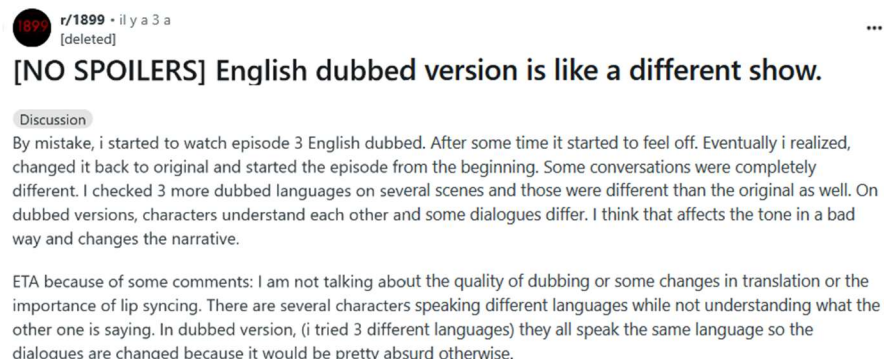 1899
r/1899 • il y a 3 a
[deleted]
[NO SPOILERS] English dubbed version is like a different show.
Discussion
By mistake, i started to watch episode 3 English dubbed. After some time it started to feel off. Eventually i realized,
changed it back to original and started the episode from the beginning. Some conversations were completely
different. I checked 3 more dubbed languages on several scenes and those were different than the original as well. On
dubbed versions, characters understand each other and some dialogues differ. I think that affects the tone in a bad
way and changes the narrative.
ETA because of some comments: I am not talking about the quality of dubbing or some changes in translation or the
importance of lip syncing. There are several characters speaking different languages while not understanding what the
other one is saying. In dubbed version, (i tried 3 different languages) they all speak the same language so the
dialogues are changed because it would be pretty absurd otherwise.